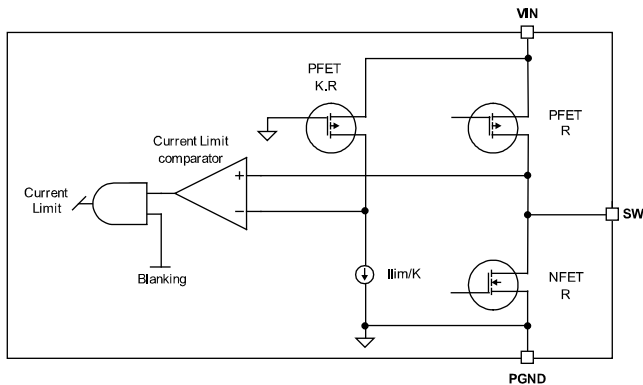 VIN
PFET
K.R
PFET
R
Current Limit
comparator
+
−
Current
Limit
SW
Blanking
Ilim/K
NFET
R
PGND